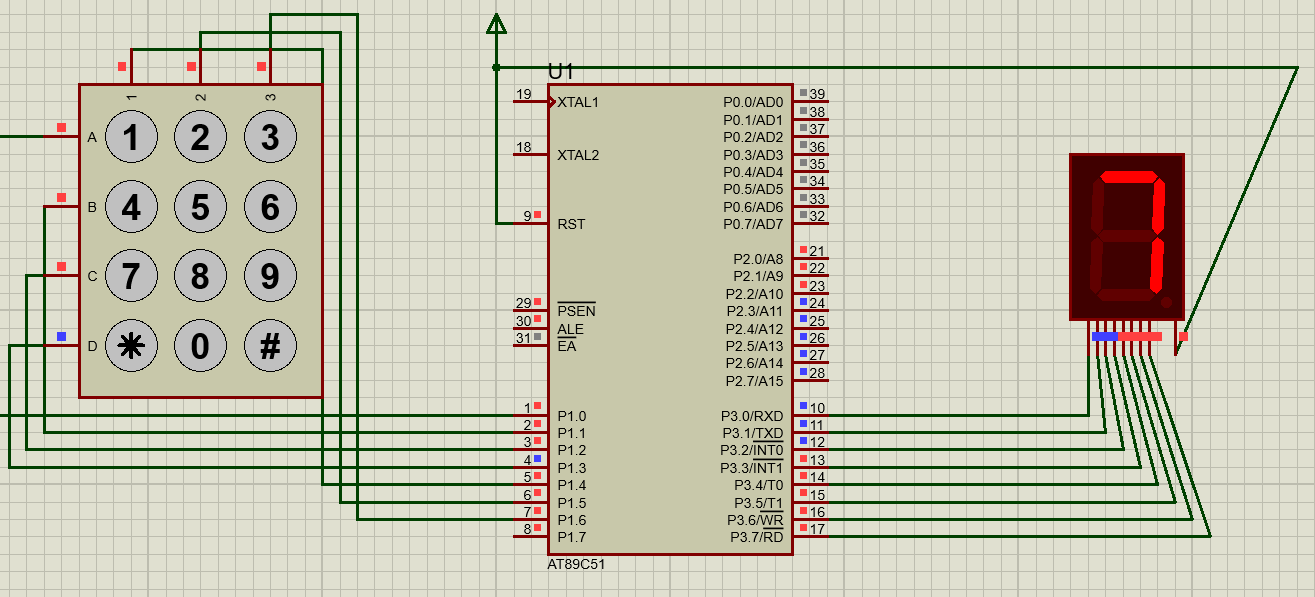 U1
1 2 3
A 1 2 3
B 4 5 6
C 7 8 9
D * 0 #
19 XTAL1
18 XTAL2
9 RST
29 PSEN
30 ALE
31 EA
1 P1.0
2 P1.1
3 P1.2
4 P1.3
5 P1.4
6 P1.5
7 P1.6
8 P1.7
P0.0/AD0 39
P0.1/AD1 38
P0.2/AD2 37
P0.3/AD3 36
P0.4/AD4 35
P0.5/AD5 34
P0.6/AD6 33
P0.7/AD7 32
P2.0/A8 21
P2.1/A9 22
P2.2/A10 23
P2.3/A11 24
P2.4/A12 25
P2.5/A13 26
P2.6/A14 27
P2.7/A15 28
P3.0/RXD 10
P3.1/TXD 11
P3.2/INT0 12
P3.3/INT1 13
P3.4/T0 14
P3.5/T1 15
P3.6/WR 16
P3.7/RD 17
AT89C51
7